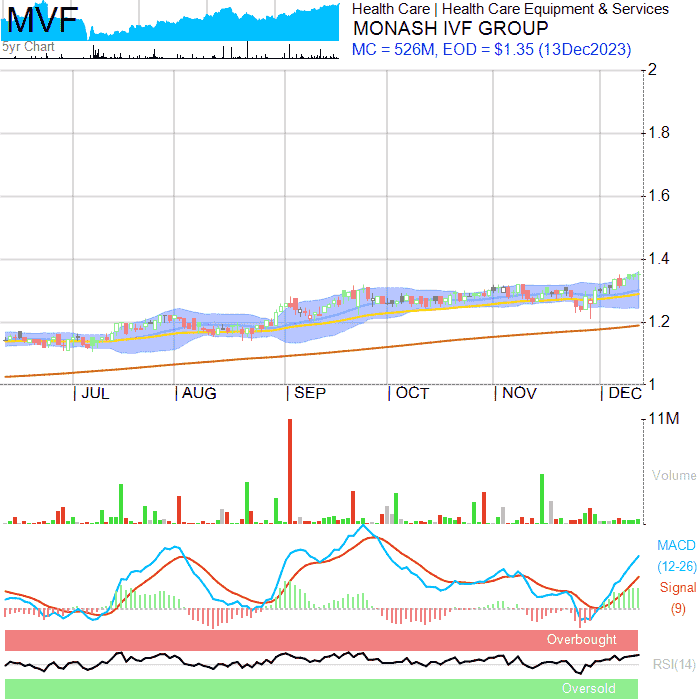 MVF
5yr Chart
Health Care | Health Care Equipment & Services
MONASH IVF GROUP
MC = 526M, EOD = $1.35 (13Dec2023)
2
1.8
1.6
1.4
1.2
1
| JUL | AUG | SEP | OCT | NOV | DEC
11M
Volume
MACD
(12-26)
Signal
(9)
Overbought
RSI(14)
Oversold